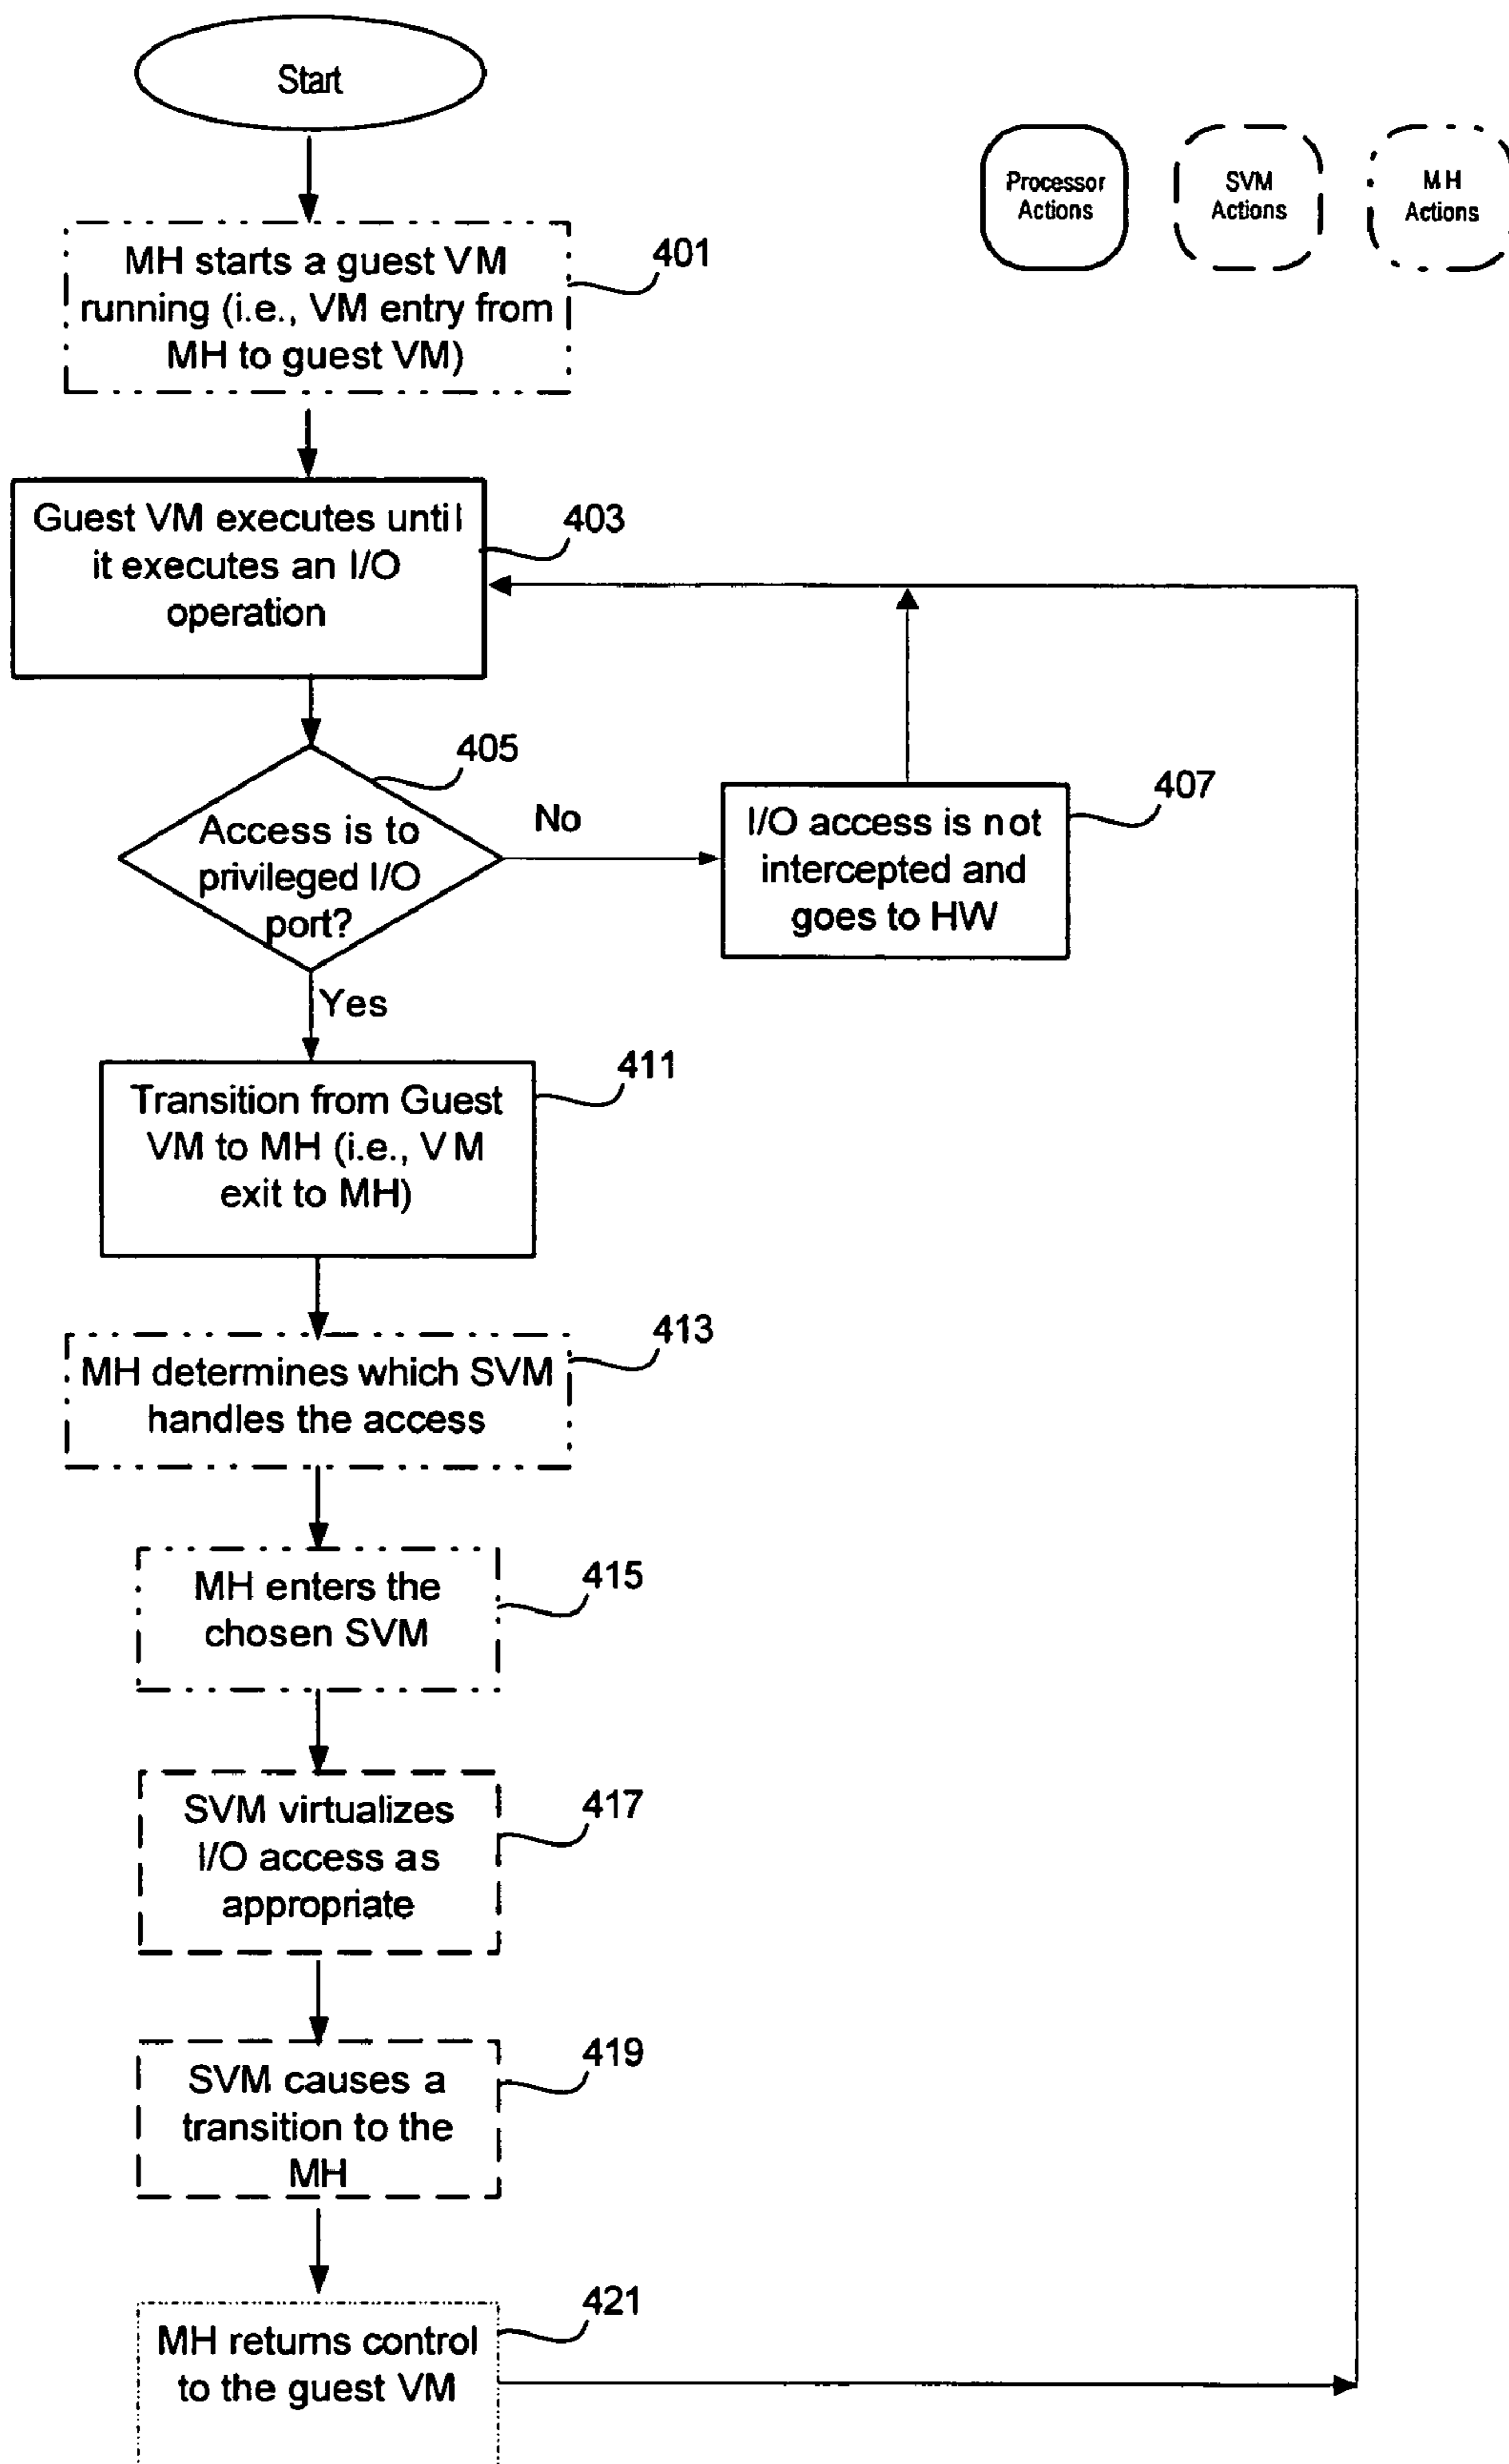 Start
Processor
Actions
SVM
Actions
MH
Actions
MH starts a guest VM
running (i.e., VM entry from
MH to guest VM)
401
Guest VM executes until
it executes an I/O
operation
403
405
Access is to
privileged I/O
port?
No
I/O access is not
intercepted and
goes to HW
407
Yes
Transition from Guest
VM to MH (i.e., VM
exit to MH)
411
MH determines which SVM
handles the access
413
MH enters the
chosen SVM
415
SVM virtualizes
I/O access as
appropriate
417
SVM causes a
transition to the
MH
419
MH returns control
to the guest VM
421